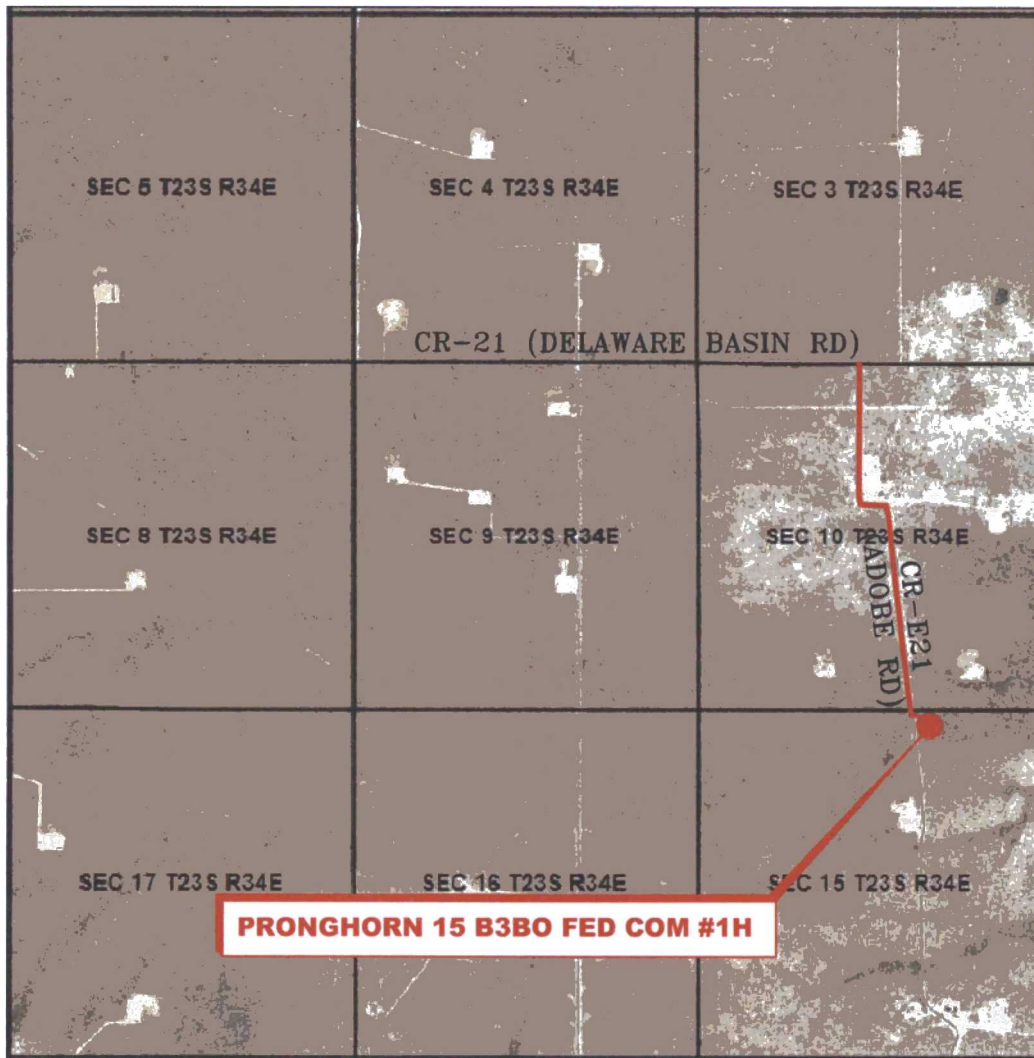 SEC 5 T23S R34E
SEC 4 T23S R34E
SEC 3 T23S R34E
CR-21 (DELAWARE BASIN RD)
SEC 8 T23S R34E
SEC 9 T23S R34E
SEC 10 T23S R34E
CR-E21
(ADOBE RD)
SEC 17 T23S R34E
SEC 16 T23S R34E
SEC 15 T23S R34E
PRONGHORN 15 B3BO FED COM #1H